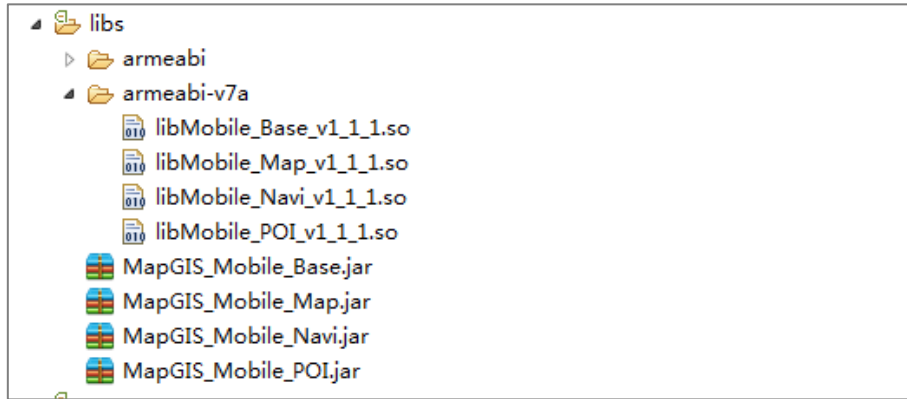 libs
armeabi
armeabi-v7a
libMobile_Base_v1_1_1.so
libMobile_Map_v1_1_1.so
libMobile_Navi_v1_1_1.so
libMobile_POI_v1_1_1.so
MapGIS_Mobile_Base.jar
MapGIS_Mobile_Map.jar
MapGIS_Mobile_Navi.jar
MapGIS_Mobile_POI.jar